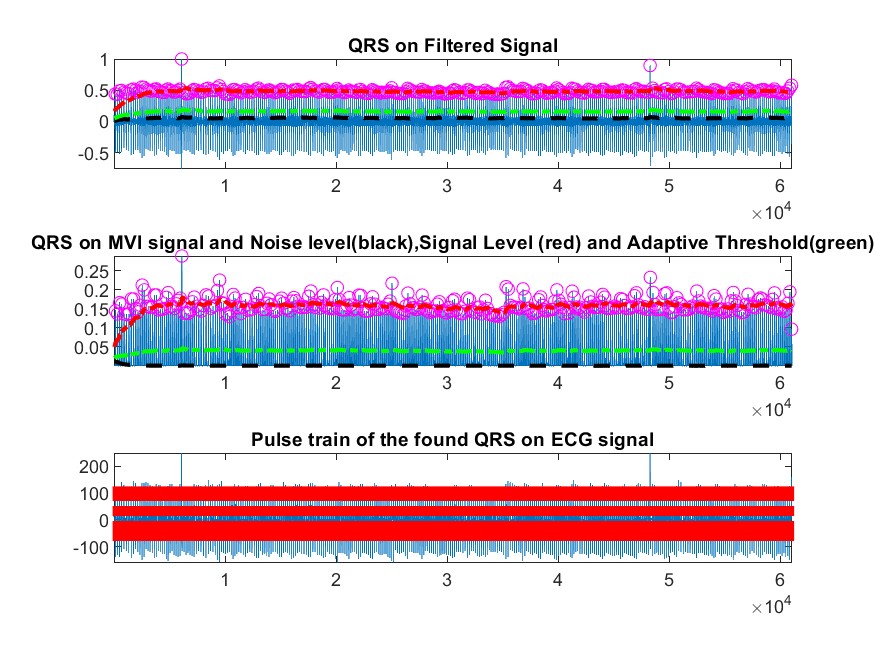 QRS on Filtered Signal
1
0.5
0
-0.5
1 2 3 4 5 6
×10^4
QRS on MVI signal and Noise level(black),Signal Level (red) and Adaptive Threshold(green)
0.25
0.2
0.15
0.1
0.05
1 2 3 4 5 6
×10^4
Pulse train of the found QRS on ECG signal
200
100
0
-100
1 2 3 4 5 6
×10^4